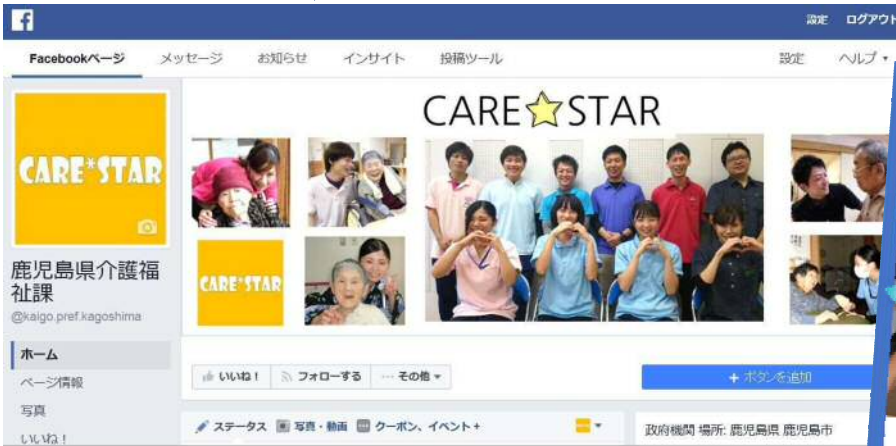 f
設定 ログアウト
Facebookページ メッセージ お知らせ インサイト 投稿ツール 設定 ヘルプ
CARE☆STAR
CARE*STAR
CARE*STAR
鹿児島県介護福
祉課
@kaigo.pref.kagoshima
ホーム
ページ情報
写真
いいね!
いいね! フォローする … その他
+ ボタンを追加
ステータス 写真・動画 クーポン、イベント+
政府機関 場所: 鹿児島県 鹿児島市